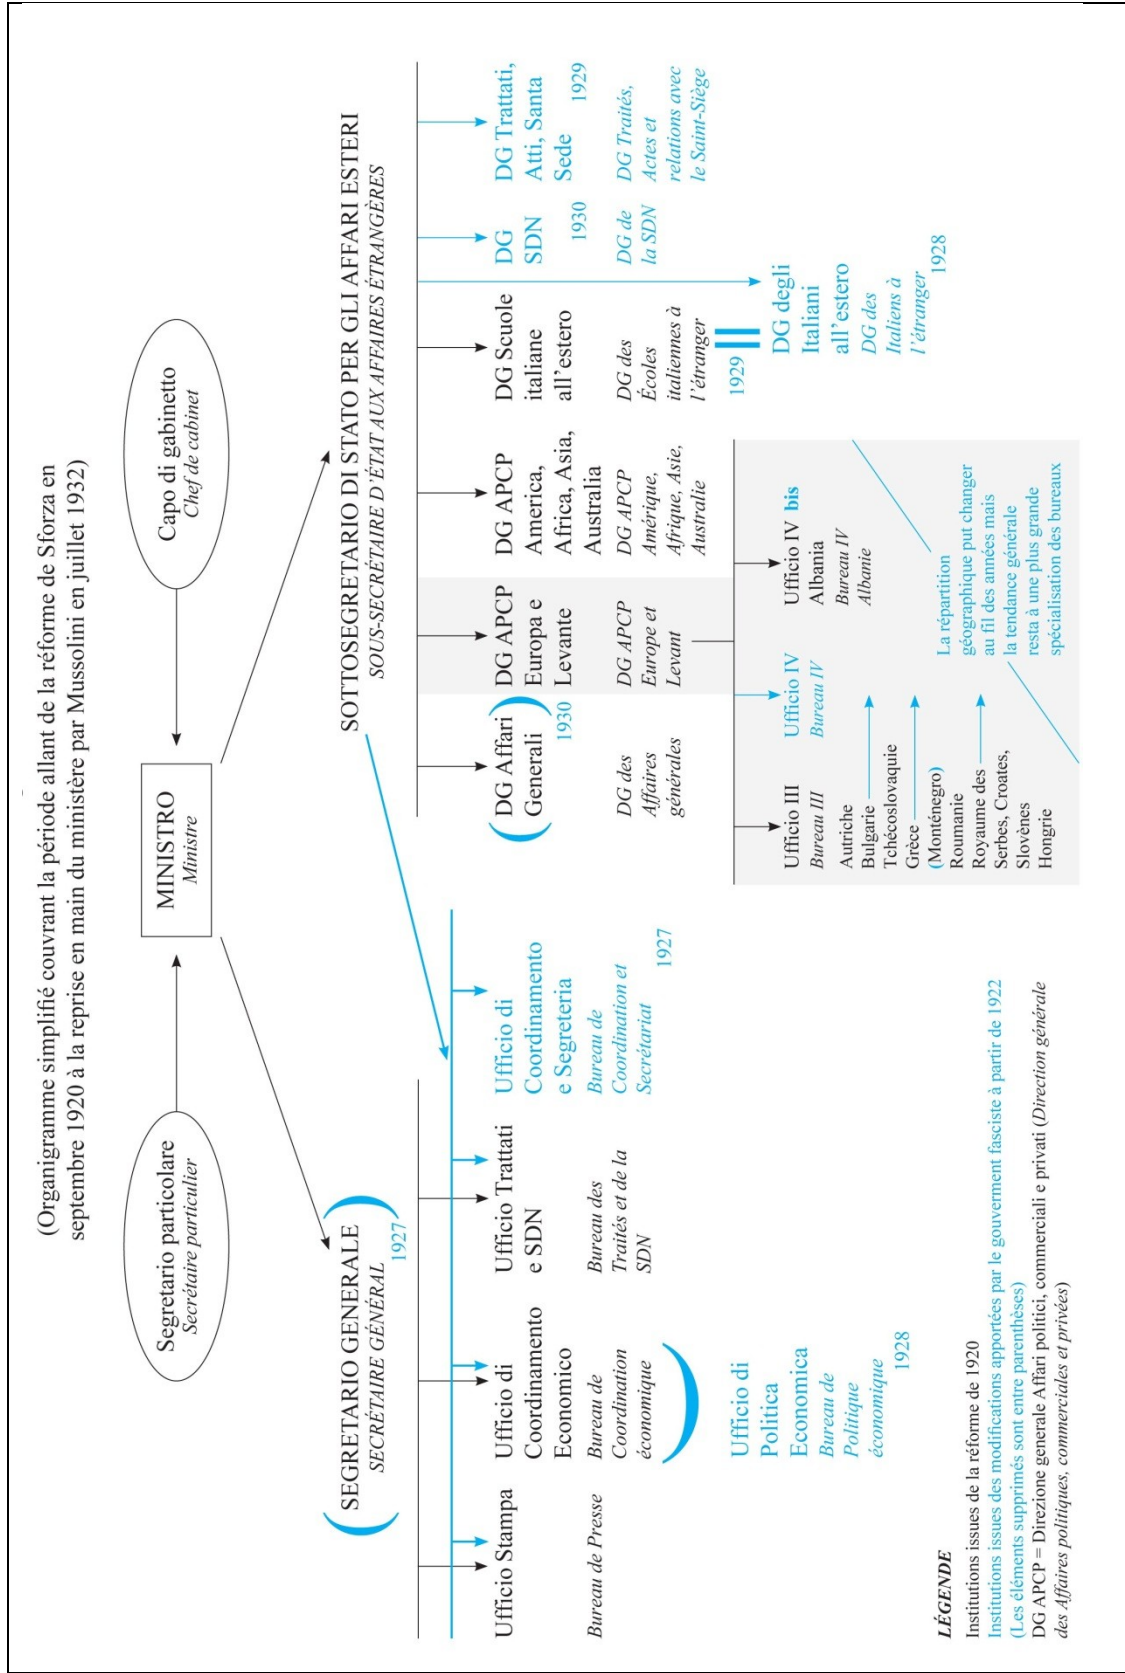 (Organigramme simplifié couvrant la période allant de la réforme de Sforza en
septembre 1920 à la reprise en main du ministère par Mussolini en juillet 1932)
Segretario particolare
Secrétaire particulier
MINISTRO
Ministre
Capo di gabinetto
Chef de cabinet
(SEGRETARIO GENERALE)
SECRÉTAIRE GÉNÉRAL
1927
SOTTOSEGRETARIO DI STATO PER GLI AFFARI ESTERI
SOUS-SECRÉTAIRE D'ÉTAT AUX AFFAIRES ÉTRANGÈRES
Ufficio Stampa
Bureau de Presse
Ufficio di
Coordinamento
Economico
Bureau de
Coordination
économique
Ufficio di
Politica
Economica
Bureau de
Politique
économique
1928
Ufficio Trattati
e SDN
Bureau des
Traités et de la
SDN
Ufficio di
Coordinamento
e Segreteria
Bureau de
Coordination et
Secrétariat
1927
(DG Affari
Generali)
1930
DG des
Affaires
générales
DG APCP
Europa e
Levante
DG APCP
Europe et
Levant
DG APCP
America,
Africa, Asia,
Australia
DG APCP
Amérique,
Afrique, Asie,
Australie
DG Scuole
italiane
all'estero
DG des
Écoles
italiennes à
l'étranger
1929
DG degli
Italiani
all'estero
DG des
Italiens à
l'étranger
1928
DG
SDN
1930
DG de
la SDN
DG Trattati,
Atti, Santa
Sede
1929
DG Traités,
Actes et
relations avec
le Saint-Siège
Ufficio III
Bureau III
Autriche
Bulgarie
Tchécoslovaquie
Grèce
(Monténegro)
Roumanie
Royaume des
Serbes, Croates,
Slovènes
Hongrie
Ufficio IV
Bureau IV
Ufficio IV bis
Albania
Bureau IV
Albanie
La répartition
géographique put changer
au fil des années mais
la tendance générale
resta à une plus grande
spécialisation des bureaux
LÉGENDE
Institutions issues de la réforme de 1920
Institutions issues des modifications apportées par le gouverment fasciste à partir de 1922
(Les éléments supprimés sont entre parenthèses)
DG APCP = Direzione generale Affari politici, commerciali e privati (Direction générale
des Affaires politiques, commerciales et privées)